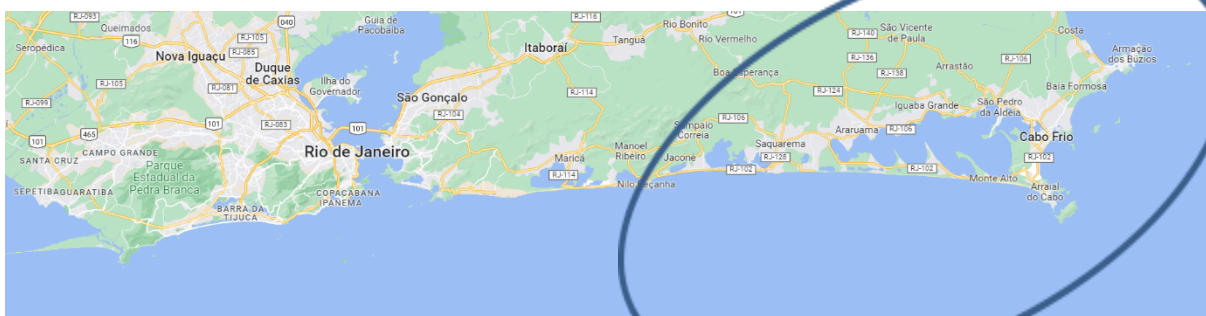 RJ-093
Queimados
116
Seropédica
RJ-105
RJ-085
Nova Iguaçu
040
Guia de
Pacobaíba
Duque
de Caxias
RJ-105
RJ-081
Ilha do
Governador
RJ-099
101
465
101
RJ-083
SANTA CRUZ
CAMPO GRANDE
Parque
Estadual da
Pedra Branca
SEPETIBA
GUARATIBA
BARRA DA
TIJUCA
Rio de Janeiro
COPACABANA
IPANEMA
101
São Gonçalo
RJ-104
RJ-116
Itaboraí
Tanguá
RJ-114
Rio Bonito
101
Rio Vermelho
Boa Esperança
Maricá
RJ-114
Manoel
Ribeiro
Sampaio
Correia
Jaconé
Nilo Peçanha
RJ-106
Saquarema
RJ-128
RJ-102
RJ-124
RJ-140
RJ-136
RJ-138
São Vicente
de Paula
Arrastão
Araruama
RJ-106
Iguaba Grande
São Pedro
da Aldeia
RJ-106
Costa
Armação
dos Búzios
Baía Formosa
Cabo Frio
RJ-102
RJ-102
Monte Alto
Arraial
do Cabo